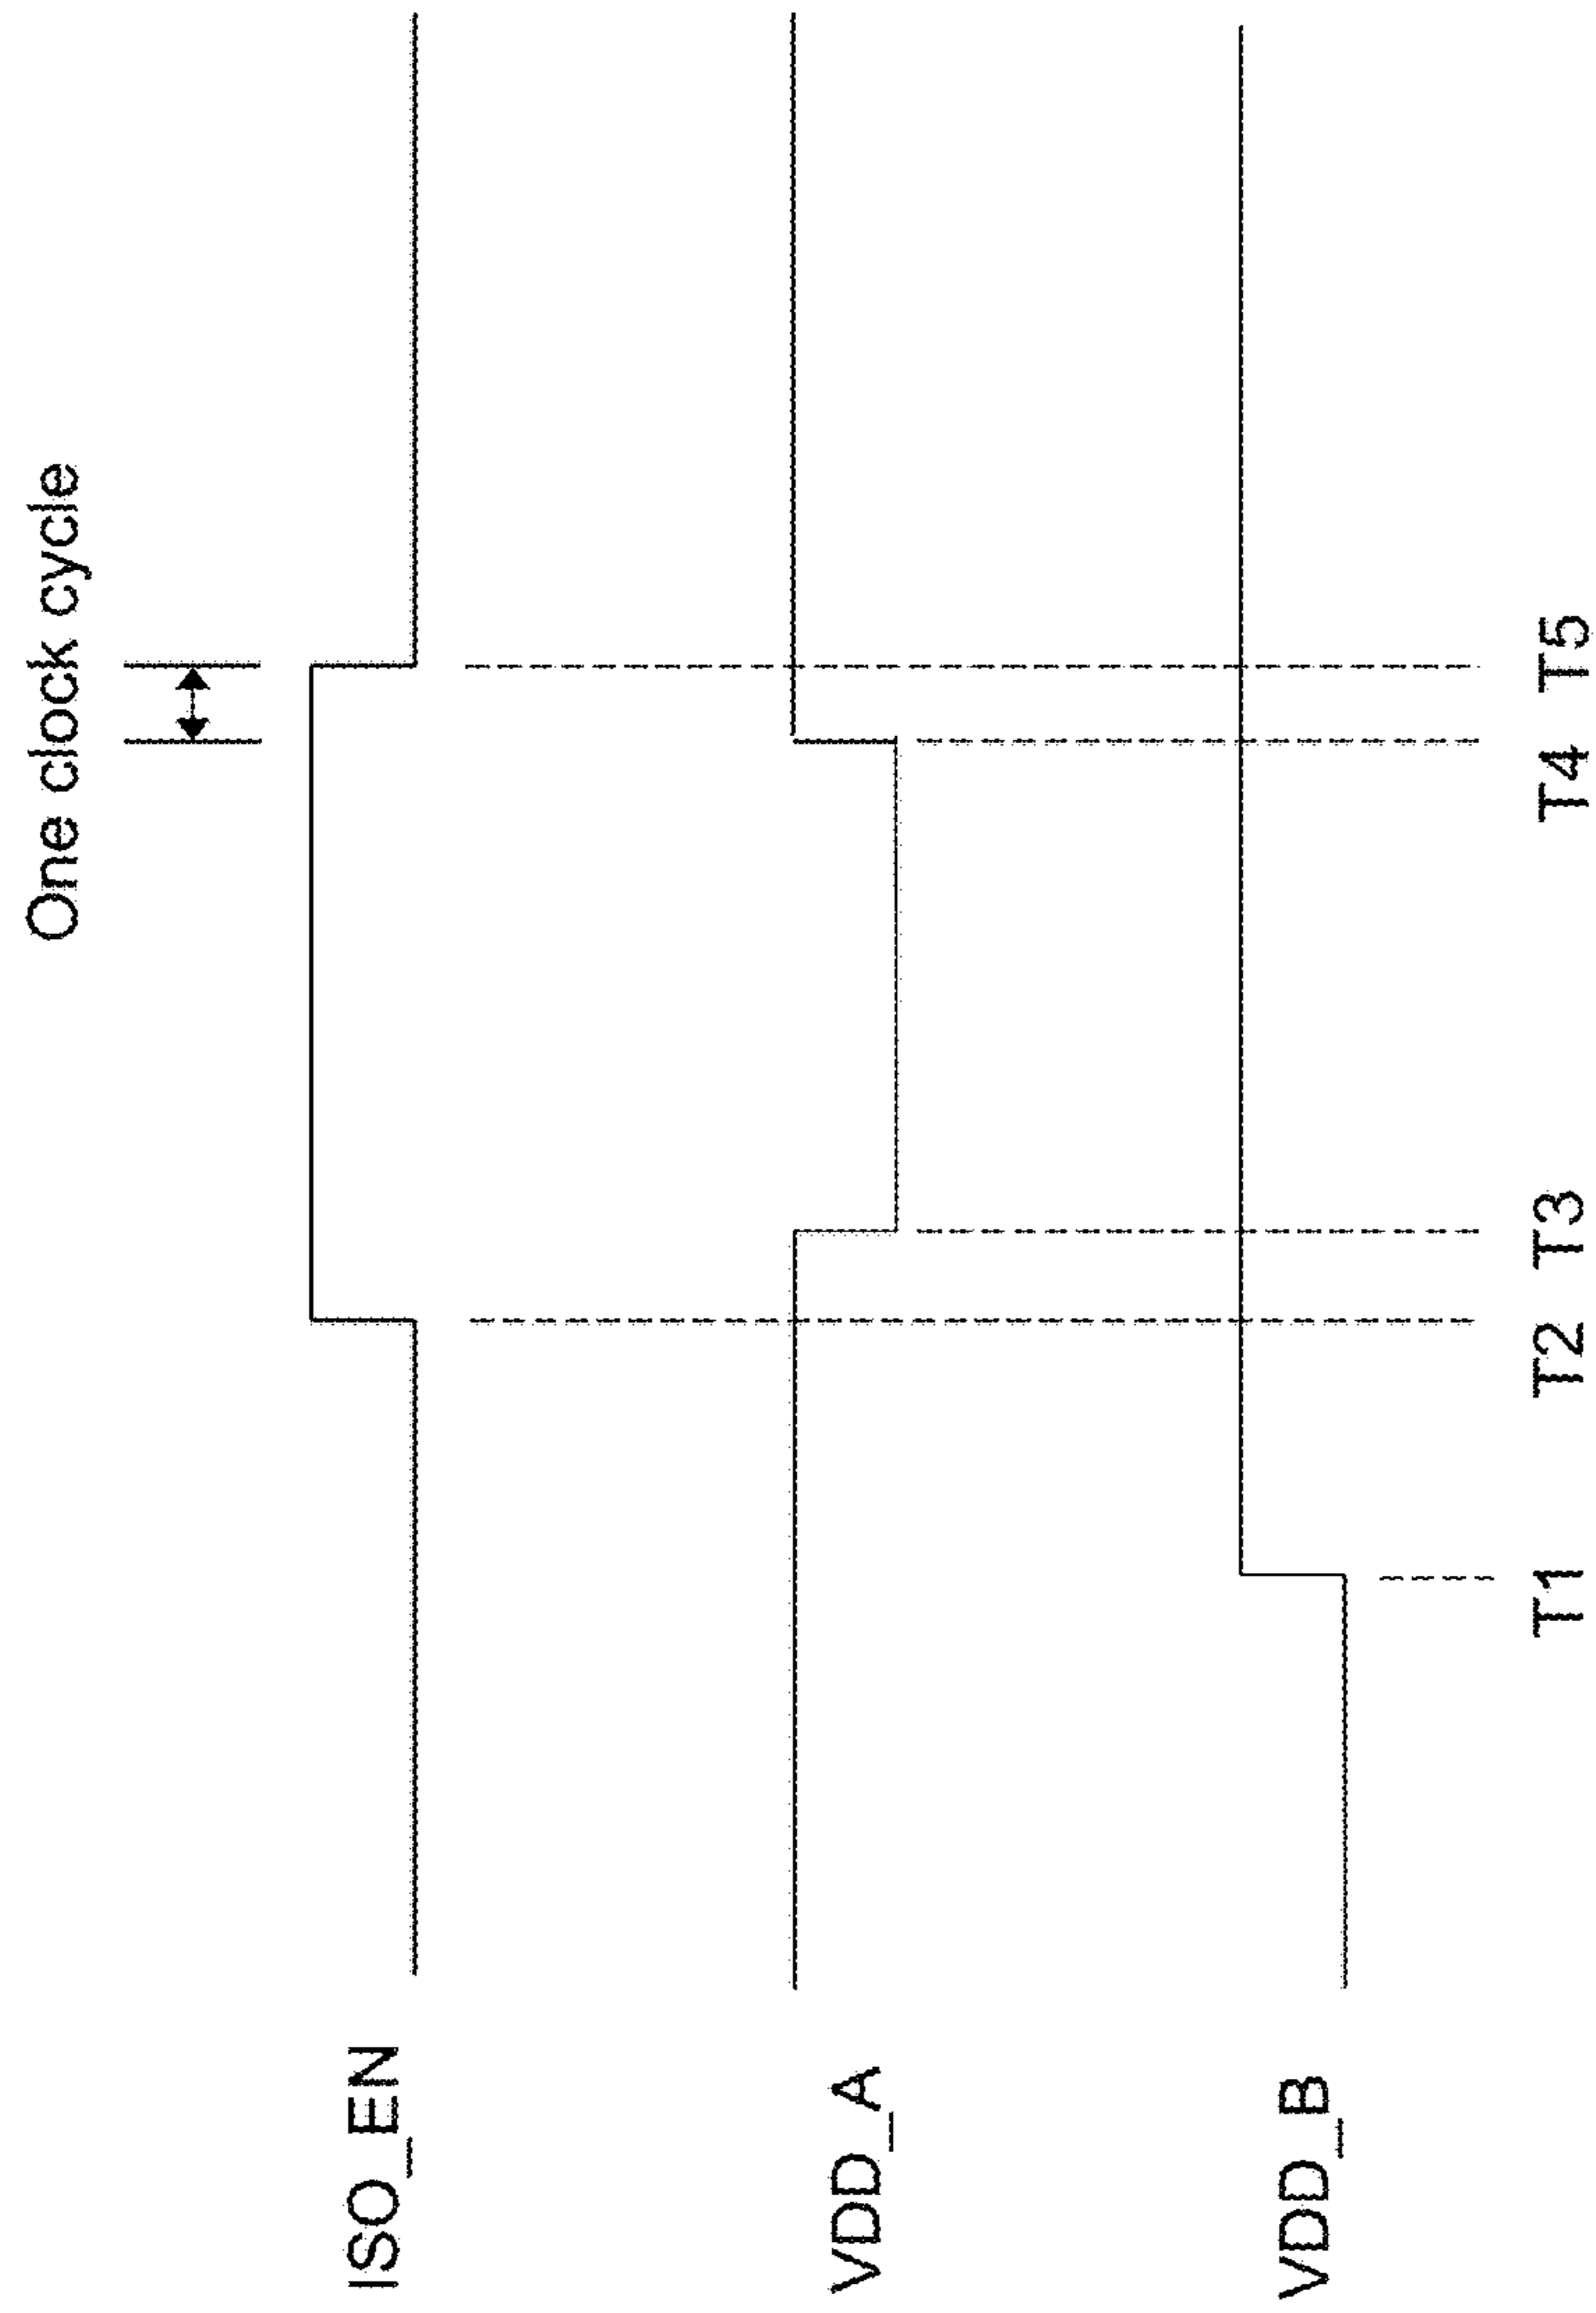 One clock cycle
ISO_EN
VDD_A
VDD_B
T1 T2 T3 T4 T5